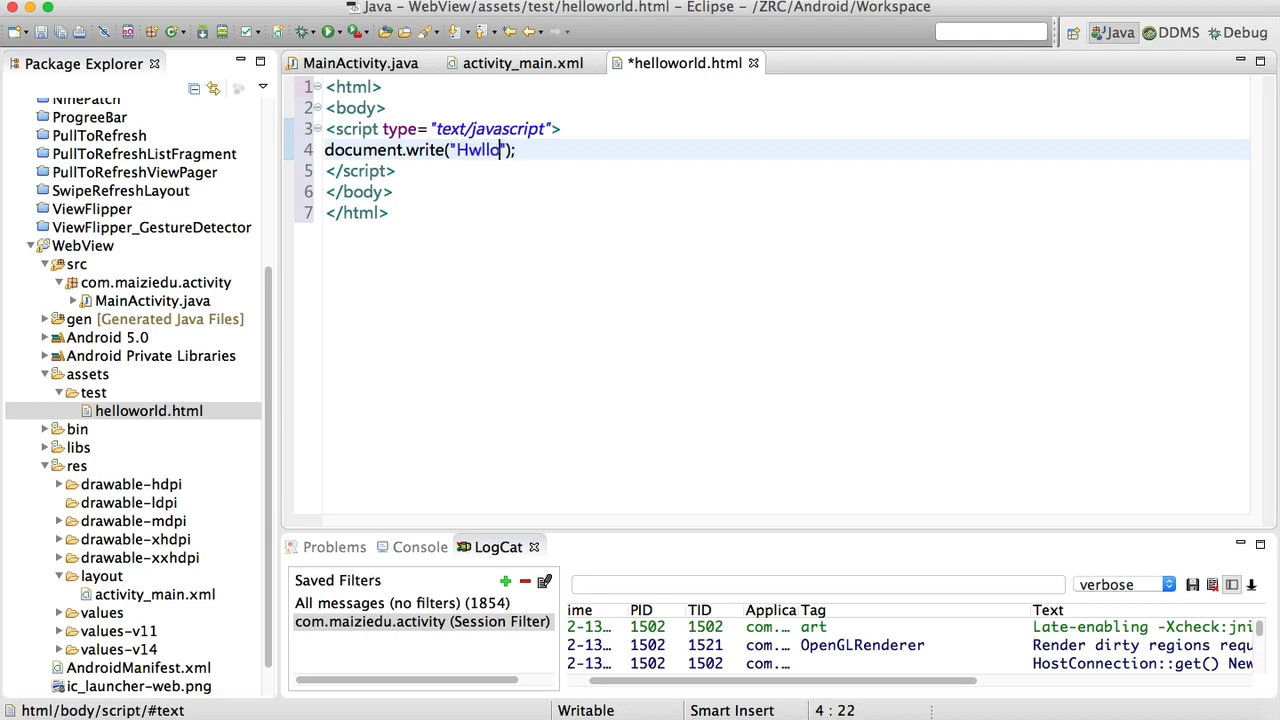 Java - WebView/assets/test/helloworld.html - Eclipse - /ZRC/Android/Workspace
Java DDMS Debug
Package Explorer
NinePatch
ProgreeBar
PullToRefresh
PullToRefreshListFragment
PullToRefreshViewPager
SwipeRefreshLayout
ViewFlipper
ViewFlipper_GestureDetector
WebView
src
com.maiziedu.activity
MainActivity.java
gen [Generated Java Files]
Android 5.0
Android Private Libraries
assets
test
helloworld.html
bin
libs
res
drawable-hdpi
drawable-ldpi
drawable-mdpi
drawable-xhdpi
drawable-xxhdpi
layout
activity_main.xml
values
values-v11
values-v14
AndroidManifest.xml
ic_launcher-web.png
MainActivity.java activity_main.xml *helloworld.html
1 <html>
2 <body>
3 <script type="text/javascript">
4 document.write("Hwllo");
5 </script>
6 </body>
7 </html>
Problems Console LogCat
Saved Filters
All messages (no filters) (1854)
com.maiziedu.activity (Session Filter)
verbose
ime PID TID Applica Tag Text
2-13... 1502 1502 com.... art Late-enabling -Xcheck:jni
2-13... 1502 1521 com.... OpenGLRenderer Render dirty regions requ
2-13... 1502 1502 com.... HostConnection::get() New
html/body/script/#text Writable Smart Insert 4 : 22